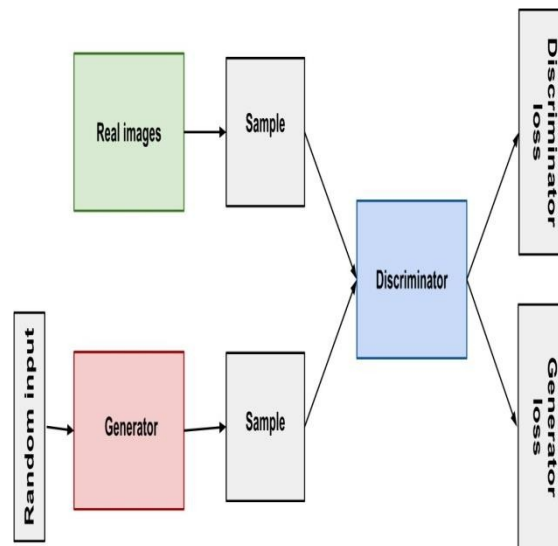 Real images
Sample
Discriminator
loss
Discriminator
Random input
Generator
Sample
Generator
loss